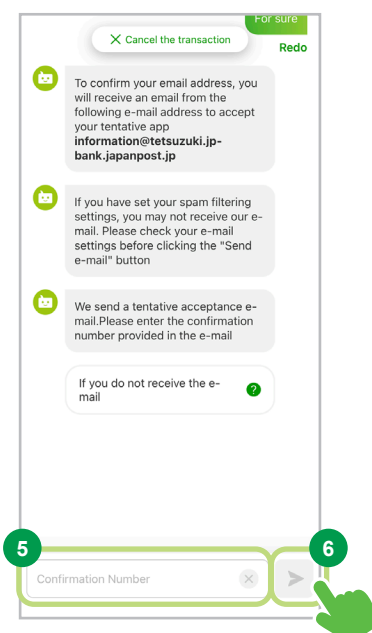 For sure
Cancel the transaction
Redo
To confirm your email address, you
will receive an email from the
following e-mail address to accept
your tentative app
information@tetsuzuki.jp-
bank.japanpost.jp
If you have set your spam filtering
settings, you may not receive our e-
mail. Please check your e-mail
settings before clicking the "Send
e-mail" button
We send a tentative acceptance e-
mail.Please enter the confirmation
number provided in the e-mail
If you do not receive the e-
mail
?
5
6
Confirmation Number